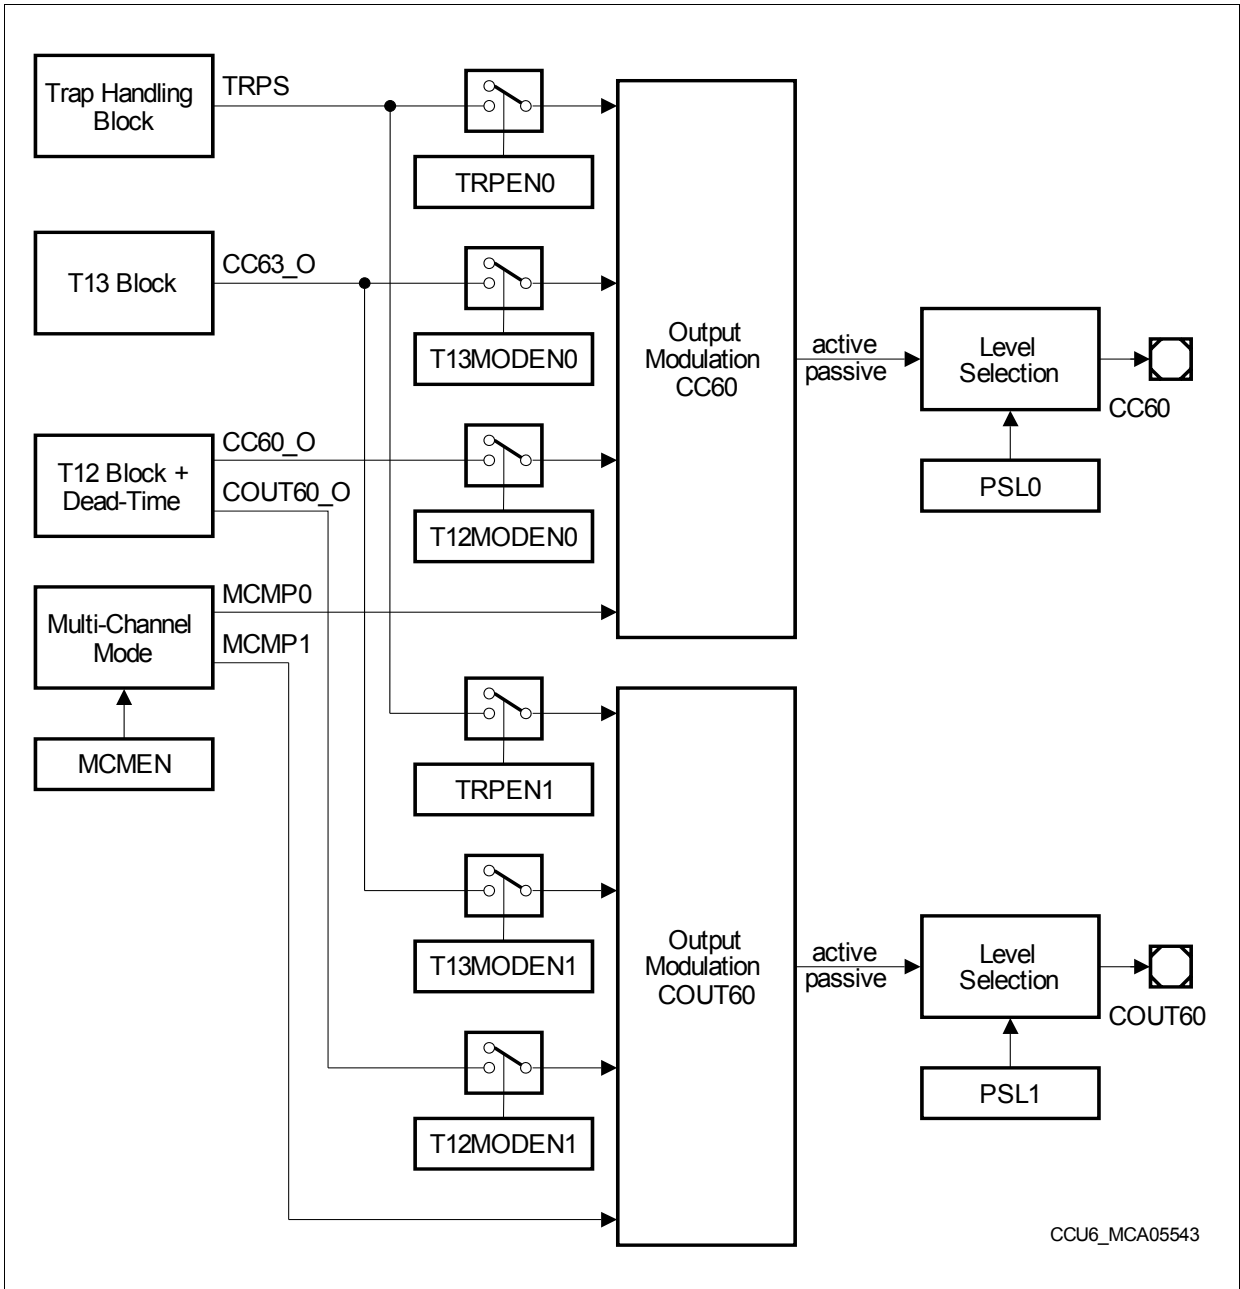 Trap Handling
Block
TRPS
TRPEN0
T13 Block
CC63_O
T13MODEN0
Output
Modulation
CC60
active
passive
Level
Selection
CC60
PSL0
T12 Block +
Dead-Time
CC60_O
COUT60_O
T12MODEN0
Multi-Channel
Mode
MCMP0
MCMP1
MCMEN
TRPEN1
T13MODEN1
Output
Modulation
COUT60
active
passive
Level
Selection
COUT60
PSL1
T12MODEN1
CCU6_MCA05543